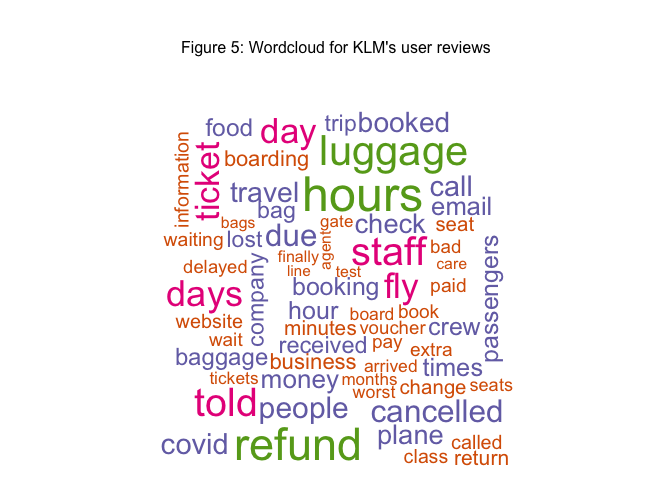 Figure 5: Wordcloud for KLM's user reviews
food day trip booked
information ticket boarding luggage
travel hours call
bag email
bags gate check seat
waiting lost due staff bad
finally agent care
delayed line test
company booking fly paid passengers
days
hour board book
website minutes voucher crew
wait received pay extra
baggage business arrived times
tickets money months change seats
worst
told people cancelled
covid refund plane called
class return